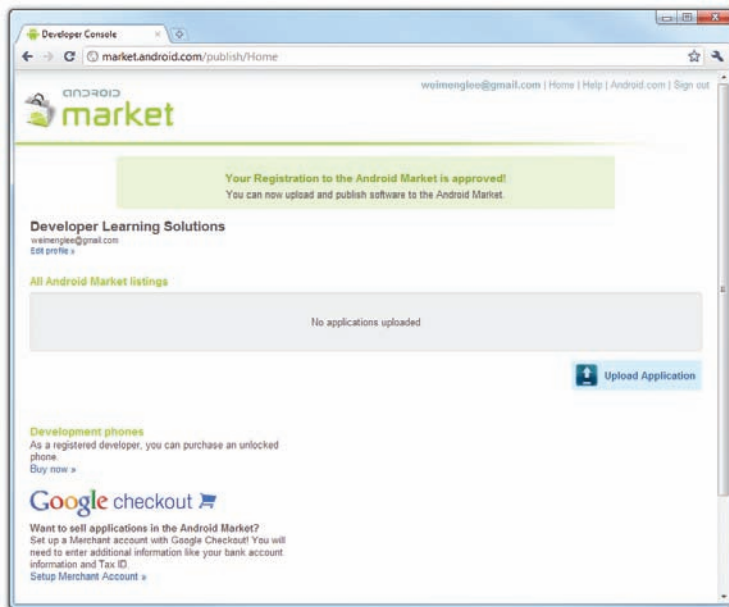 Developer Console
market.android.com/publish/Home
weimenglee@gmail.com | Home | Help | Android.com | Sign out
ANDROID
market
Your Registration to the Android Market is approved!
You can now upload and publish software to the Android Market.
Developer Learning Solutions
weimenglee@gmail.com
Edit profile »
All Android Market listings
No applications uploaded
Upload Application
Development phones
As a registered developer, you can purchase an unlocked
phone.
Buy now »
Google checkout
Want to sell applications in the Android Market?
Set up a Merchant account with Google Checkout! You will
need to enter additional information like your bank account
information and Tax ID.
Setup Merchant Account »